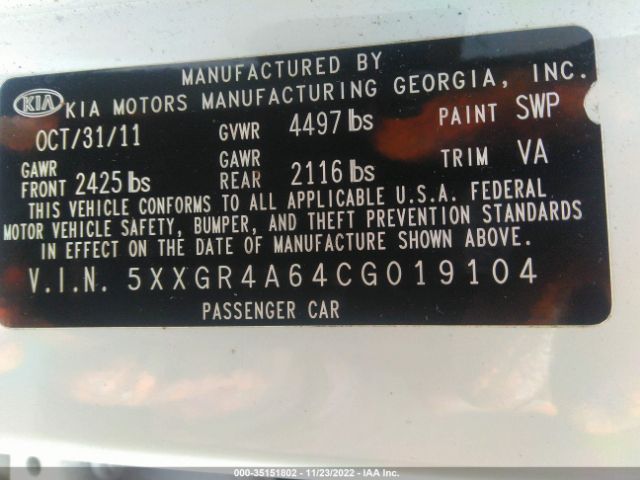 MANUFACTURED BY
KIA KIA MOTORS MANUFACTURING GEORGIA, INC.
OCT/31/11 GVWR 4497 lbs PAINT SWP
GAWR FRONT 2425 lbs GAWR REAR 2116 lbs TRIM VA
THIS VEHICLE CONFORMS TO ALL APPLICABLE U.S.A. FEDERAL
MOTOR VEHICLE SAFETY, BUMPER, AND THEFT PREVENTION STANDARDS
IN EFFECT ON THE DATE OF MANUFACTURE SHOWN ABOVE.
V.I.N. 5XXGR4A64CG019104
PASSENGER CAR
000-35151802 - 11/23/2022 - IAA Inc.